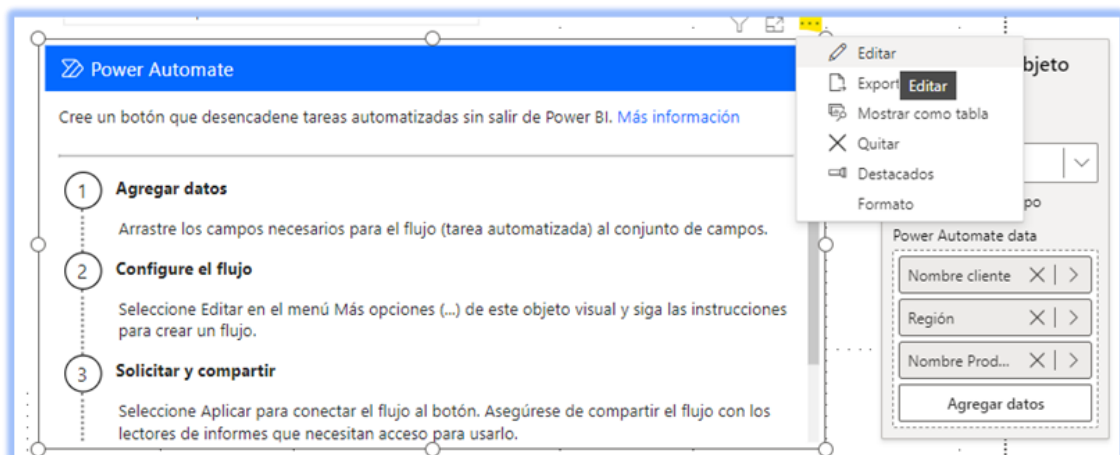 Power Automate
Cree un botón que desencadene tareas automatizadas sin salir de Power BI. Más información
1
Agregar datos
Arrastre los campos necesarios para el flujo (tarea automatizada) al conjunto de campos.
2
Configure el flujo
Seleccione Editar en el menú Más opciones (...) de este objeto visual y siga las instrucciones
para crear un flujo.
3
Solicitar y compartir
Seleccione Aplicar para conectar el flujo al botón. Asegúrese de compartir el flujo con los
lectores de informes que necesitan acceso para usarlo.
Editar
Export
Editar
Mostrar como tabla
Quitar
Destacados
Formato
bjeto
po
Power Automate data
Nombre cliente
Región
Nombre Prod...
Agregar datos